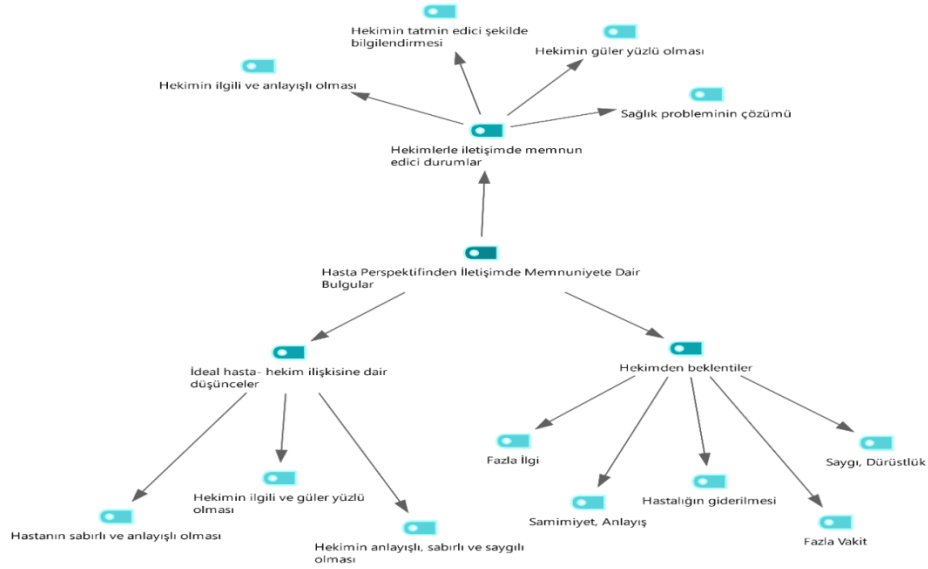 Hekimin tatmin edici şekilde
bilgilendirmesi
Hekimin güler yüzlü olması
Hekimin ilgili ve anlayışlı olması
Sağlık probleminin çözümü
Hekimlerle iletişimde memnun
edici durumlar
Hasta Perspektifinden İletişimde Memnuniyete Dair
Bulgular
İdeal hasta- hekim ilişkisine dair
düşünceler
Hekimden beklentiler
Fazla İlgi
Saygı, Dürüstlük
Hekimin ilgili ve güler yüzlü
olması
Hastalığın giderilmesi
Samimiyet, Anlayış
Hastanın sabırlı ve anlayışlı olması
Hekimin anlayışlı, sabırlı ve saygılı
olması
Fazla Vakit